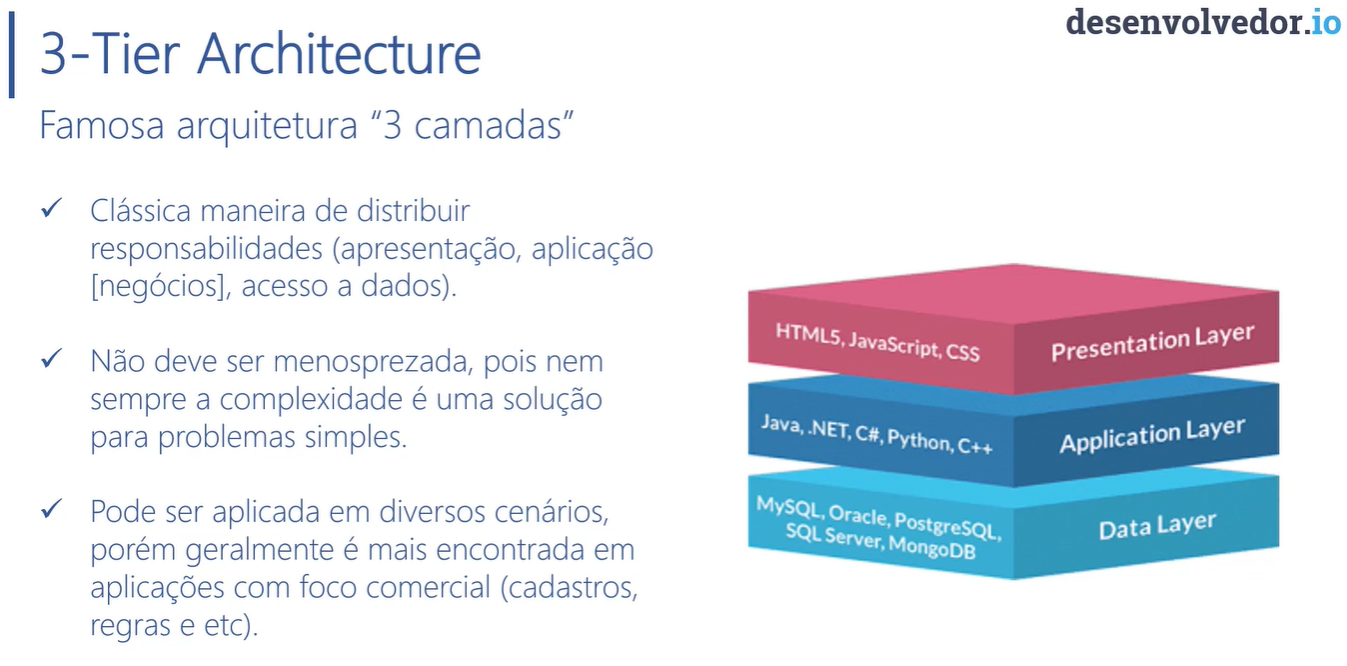 desenvolvedor.io
3-Tier Architecture
Famosa arquitetura “3 camadas”
Clássica maneira de distribuir
responsabilidades (apresentação, aplicação
[negócios], acesso a dados).
Não deve ser menosprezada, pois nem
sempre a complexidade é uma solução
para problemas simples.
Pode ser aplicada em diversos cenários,
porém geralmente é mais encontrada em
aplicações com foco comercial (cadastros,
regras e etc).
HTML5, JavaScript, CSS
Presentation Layer
Java, .NET, C#, Python, C++
Application Layer
MySQL, Oracle, PostgreSQL,
SQL Server, MongoDB
Data Layer